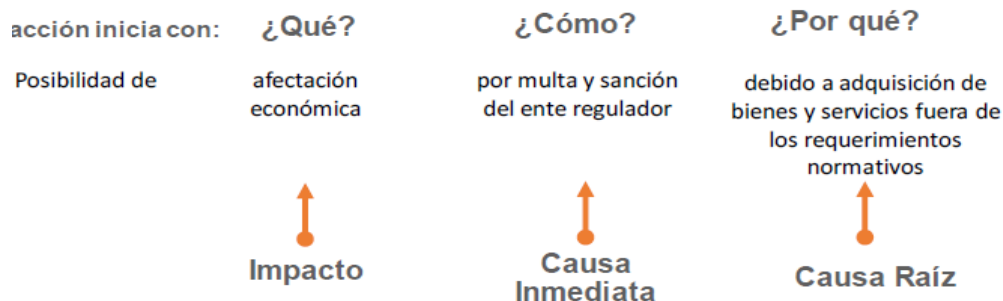 acción inicia con:
¿Qué?
¿Cómo?
¿Por qué?
Posibilidad de
afectación
económica
por multa y sanción
del ente regulador
debido a adquisición de
bienes y servicios fuera de
los requerimientos
normativos
Impacto
Causa
Inmediata
Causa Raíz